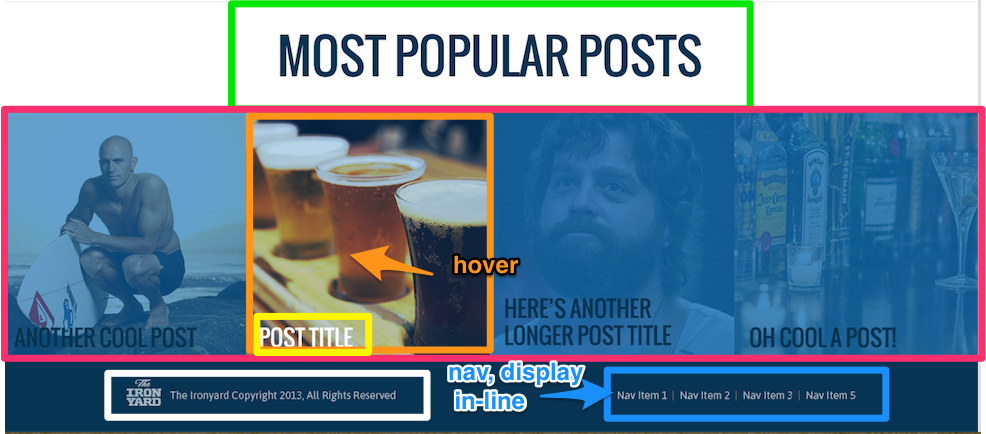 MOST POPULAR POSTS
hover
HERE'S ANOTHER
LONGER POST TITLE
ANOTHER COOL POST
POST TITLE
OH COOL A POST!
nav, display
in-line
The
IRON
YARD
The Ironyard Copyright 2013, All Rights Reserved
Nav Item 1 | Nav Item 2 | Nav Item 3 | Nav Item 5